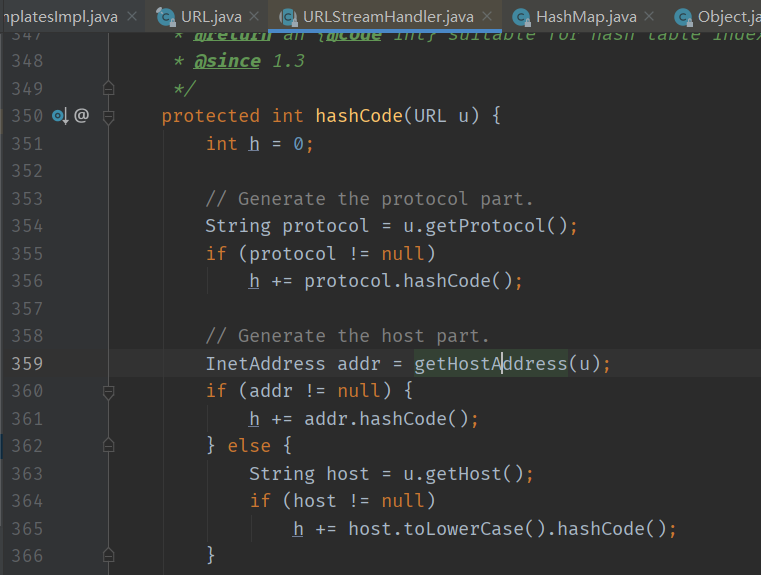 nplatesImpl.java × URL.java × URLStreamHandler.java × HashMap.java × Object.ja
347 * @return an {@code int} suitable for hash table index
348 * @since 1.3
349 */
350 @ protected int hashCode(URL u) {
351 int h = 0;
352
353 // Generate the protocol part.
354 String protocol = u.getProtocol();
355 if (protocol != null)
356 h += protocol.hashCode();
357
358 // Generate the host part.
359 InetAddress addr = getHostAddress(u);
360 if (addr != null) {
361 h += addr.hashCode();
362 } else {
363 String host = u.getHost();
364 if (host != null)
365 h += host.toLowerCase().hashCode();
366 }